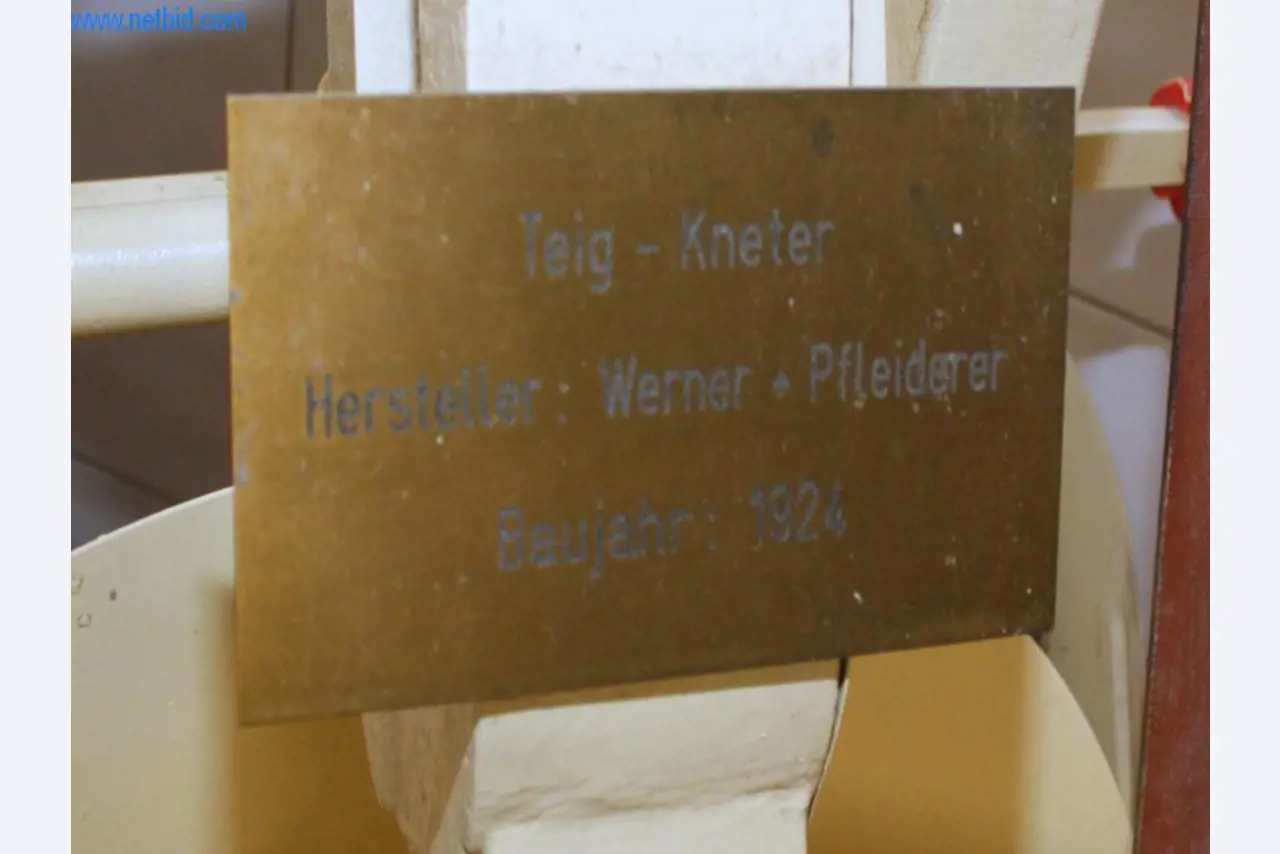 www.netbid.com
Teig - Kneter
Hersteller: Werner + Pfleiderer
Baujahr: 1924